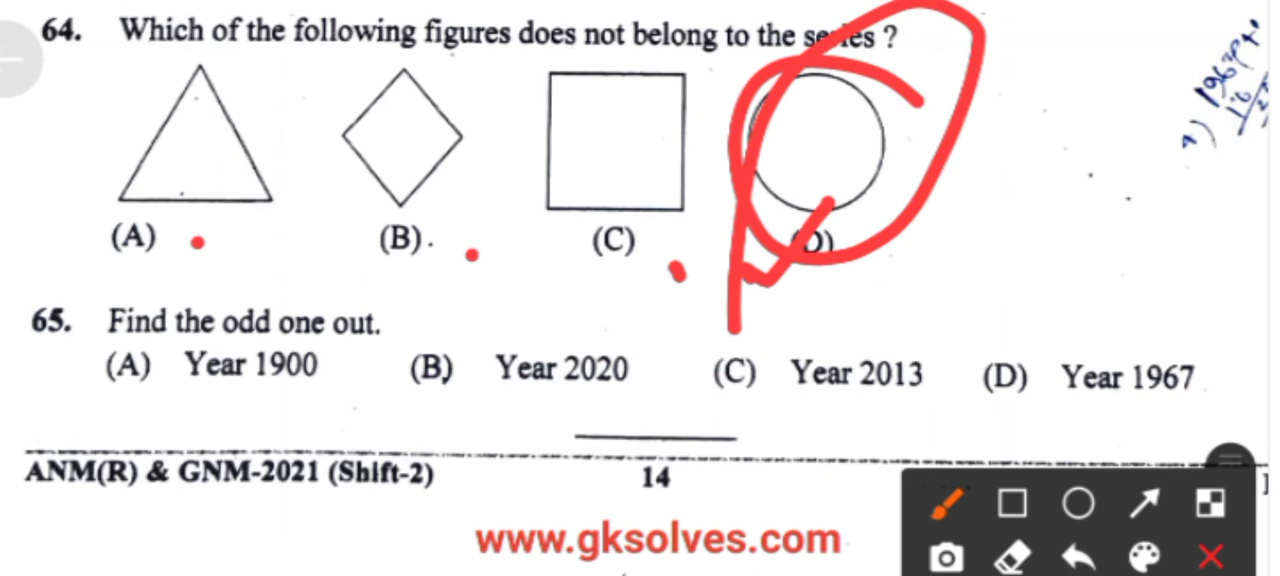 64. Which of the following figures does not belong to the series ?
(A) (B). (C) (D)
65. Find the odd one out.
(A) Year 1900 (B) Year 2020 (C) Year 2013 (D) Year 1967
ANM(R) & GNM-2021 (Shift-2) 14
www.gksolves.com